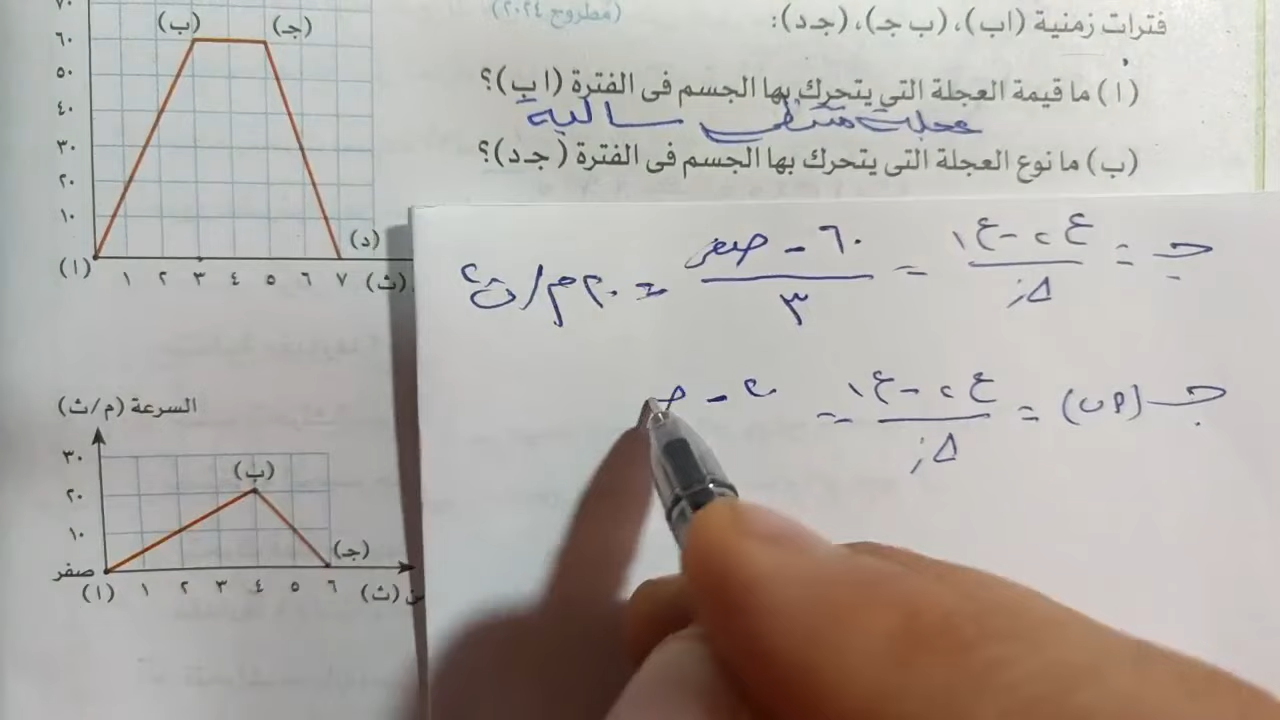 (مطروح ٢٠٢٤)
فترات زمنية (ا ب)، (ب جـ)، (جـ د):
(ا) ما قيمة العجلة التى يتحرك بها الجسم فى الفترة (ا ب)؟
عجلة سالبة
(ب) ما نوع العجلة التى يتحرك بها الجسم فى الفترة (جـ د)؟
٧٠
(ب) (جـ)
٦٠
٥٠
٤٠
٣٠
٢٠
١٠
(د)
(ا) ١ ٢ ٣ ٤ ٥ ٦ ٧ (ث)
جـ = ع٢ - ع١ / Δز = ٦٠ - صفر / ٣ = ٢٠ م/ث٢
جـ (ا ب) = ع٢ - ع١ / Δز =
السرعة (م/ث)
٣٠
(ب)
٢٠
١٠
(جـ)
صفر
(ا) ١ ٢ ٣ ٤ ٥ ٦ (ث)